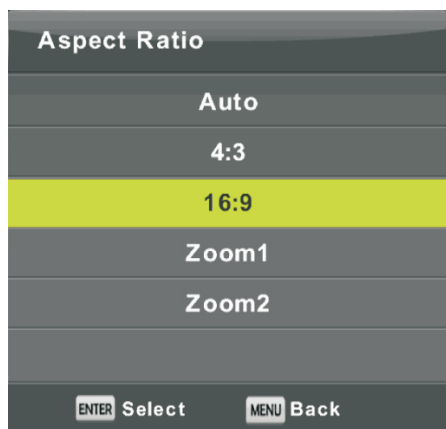 Aspect Ratio
Auto
4:3
16:9
Zoom1
Zoom2
ENTER Select MENU Back